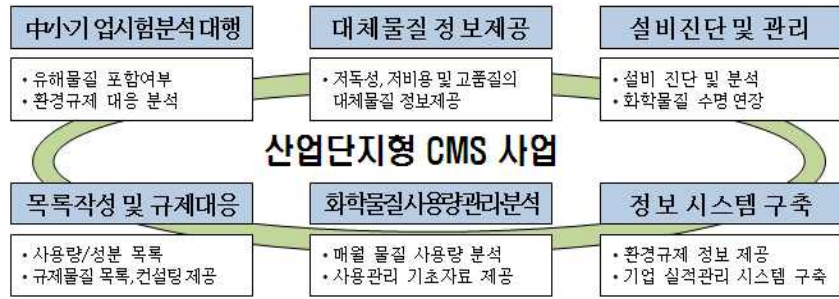 中小기업시험분석대행
대체물질 정보제공
설비진단 및 관리
• 유해물질 포함여부
• 환경규제 대응 분석
• 저독성, 저비용 및 고품질의
대체물질 정보제공
• 설비 진단 및 분석
• 화학물질 수명 연장
산업단지형 CMS 사업
목록작성 및 규제대응
화학물질사용량관리분석
정보 시스템 구축
• 사용량/성분 목록
• 규제물질 목록,컨설팅 제공
• 매월 물질 사용량 분석
• 사용관리 기초자료 제공
• 환경규제 정보 제공
• 기업 실적관리 시스템 구축